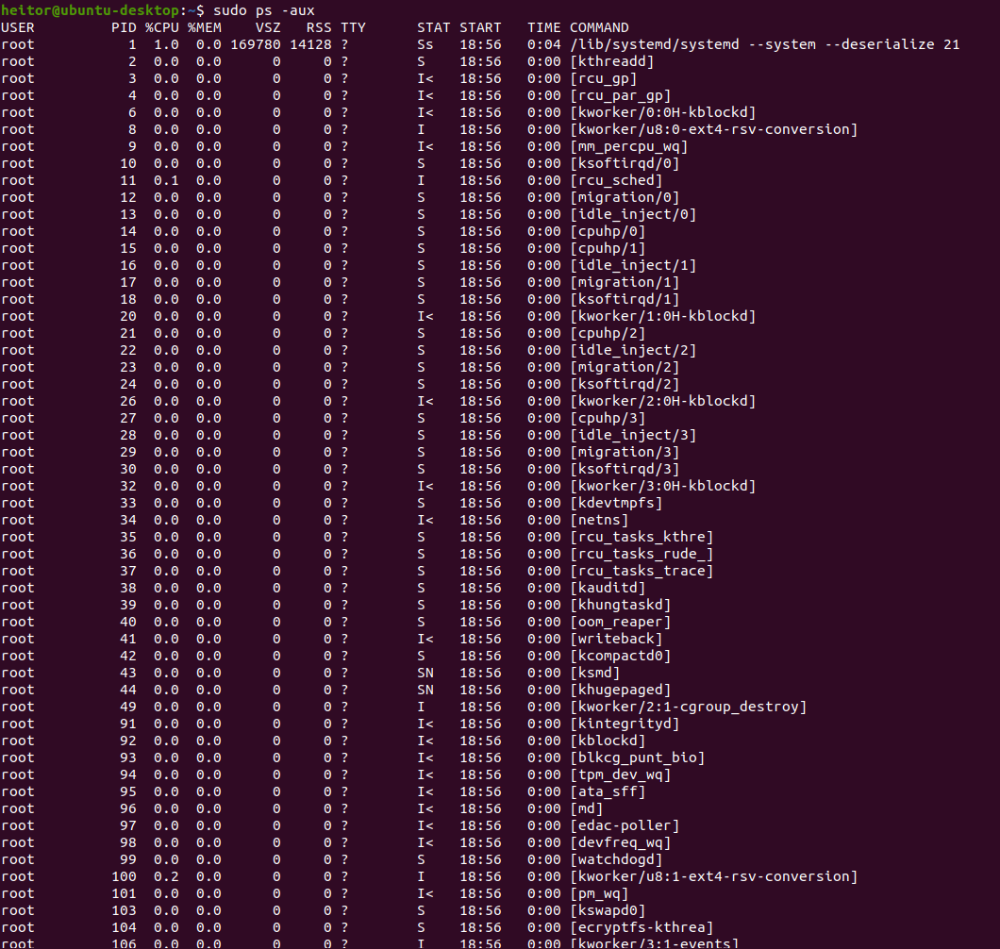 heitor@ubuntu-desktop:~$ sudo ps -aux
USER         PID %CPU %MEM    VSZ   RSS TTY      STAT START   TIME COMMAND
root           1  1.0  0.0 169780 14128 ?        Ss   18:56   0:04 /lib/systemd/systemd --system --deserialize 21
root           2  0.0  0.0      0     0 ?        S    18:56   0:00 [kthreadd]
root           3  0.0  0.0      0     0 ?        I<   18:56   0:00 [rcu_gp]
root           4  0.0  0.0      0     0 ?        I<   18:56   0:00 [rcu_par_gp]
root           6  0.0  0.0      0     0 ?        I<   18:56   0:00 [kworker/0:0H-kblockd]
root           8  0.0  0.0      0     0 ?        I    18:56   0:00 [kworker/u8:0-ext4-rsv-conversion]
root           9  0.0  0.0      0     0 ?        I<   18:56   0:00 [mm_percpu_wq]
root          10  0.0  0.0      0     0 ?        S    18:56   0:00 [ksoftirqd/0]
root          11  0.1  0.0      0     0 ?        I    18:56   0:00 [rcu_sched]
root          12  0.0  0.0      0     0 ?        S    18:56   0:00 [migration/0]
root          13  0.0  0.0      0     0 ?        S    18:56   0:00 [idle_inject/0]
root          14  0.0  0.0      0     0 ?        S    18:56   0:00 [cpuhp/0]
root          15  0.0  0.0      0     0 ?        S    18:56   0:00 [cpuhp/1]
root          16  0.0  0.0      0     0 ?        S    18:56   0:00 [idle_inject/1]
root          17  0.0  0.0      0     0 ?        S    18:56   0:00 [migration/1]
root          18  0.0  0.0      0     0 ?        S    18:56   0:00 [ksoftirqd/1]
root          20  0.0  0.0      0     0 ?        I<   18:56   0:00 [kworker/1:0H-kblockd]
root          21  0.0  0.0      0     0 ?        S    18:56   0:00 [cpuhp/2]
root          22  0.0  0.0      0     0 ?        S    18:56   0:00 [idle_inject/2]
root          23  0.0  0.0      0     0 ?        S    18:56   0:00 [migration/2]
root          24  0.0  0.0      0     0 ?        S    18:56   0:00 [ksoftirqd/2]
root          26  0.0  0.0      0     0 ?        I<   18:56   0:00 [kworker/2:0H-kblockd]
root          27  0.0  0.0      0     0 ?        S    18:56   0:00 [cpuhp/3]
root          28  0.0  0.0      0     0 ?        S    18:56   0:00 [idle_inject/3]
root          29  0.0  0.0      0     0 ?        S    18:56   0:00 [migration/3]
root          30  0.0  0.0      0     0 ?        S    18:56   0:00 [ksoftirqd/3]
root          32  0.0  0.0      0     0 ?        I<   18:56   0:00 [kworker/3:0H-kblockd]
root          33  0.0  0.0      0     0 ?        S    18:56   0:00 [kdevtmpfs]
root          34  0.0  0.0      0     0 ?        I<   18:56   0:00 [netns]
root          35  0.0  0.0      0     0 ?        S    18:56   0:00 [rcu_tasks_kthre]
root          36  0.0  0.0      0     0 ?        S    18:56   0:00 [rcu_tasks_rude_]
root          37  0.0  0.0      0     0 ?        S    18:56   0:00 [rcu_tasks_trace]
root          38  0.0  0.0      0     0 ?        S    18:56   0:00 [kauditd]
root          39  0.0  0.0      0     0 ?        S    18:56   0:00 [khungtaskd]
root          40  0.0  0.0      0     0 ?        S    18:56   0:00 [oom_reaper]
root          41  0.0  0.0      0     0 ?        I<   18:56   0:00 [writeback]
root          42  0.0  0.0      0     0 ?        S    18:56   0:00 [kcompactd0]
root          43  0.0  0.0      0     0 ?        SN   18:56   0:00 [ksmd]
root          44  0.0  0.0      0     0 ?        SN   18:56   0:00 [khugepaged]
root          49  0.0  0.0      0     0 ?        I    18:56   0:00 [kworker/2:1-cgroup_destroy]
root          91  0.0  0.0      0     0 ?        I<   18:56   0:00 [kintegrityd]
root          92  0.0  0.0      0     0 ?        I<   18:56   0:00 [kblockd]
root          93  0.0  0.0      0     0 ?        I<   18:56   0:00 [blkcg_punt_bio]
root          94  0.0  0.0      0     0 ?        I<   18:56   0:00 [tpm_dev_wq]
root          95  0.0  0.0      0     0 ?        I<   18:56   0:00 [ata_sff]
root          96  0.0  0.0      0     0 ?        I<   18:56   0:00 [md]
root          97  0.0  0.0      0     0 ?        I<   18:56   0:00 [edac-poller]
root          98  0.0  0.0      0     0 ?        I<   18:56   0:00 [devfreq_wq]
root          99  0.0  0.0      0     0 ?        S    18:56   0:00 [watchdogd]
root         100  0.2  0.0      0     0 ?        I    18:56   0:00 [kworker/u8:1-ext4-rsv-conversion]
root         101  0.0  0.0      0     0 ?        I<   18:56   0:00 [pm_wq]
root         103  0.0  0.0      0     0 ?        S    18:56   0:00 [kswapd0]
root         104  0.0  0.0      0     0 ?        S    18:56   0:00 [ecryptfs-kthrea]
root         106  0.0  0.0      0     0 ?        I    18:56   0:00 [kworker/3:1-events]